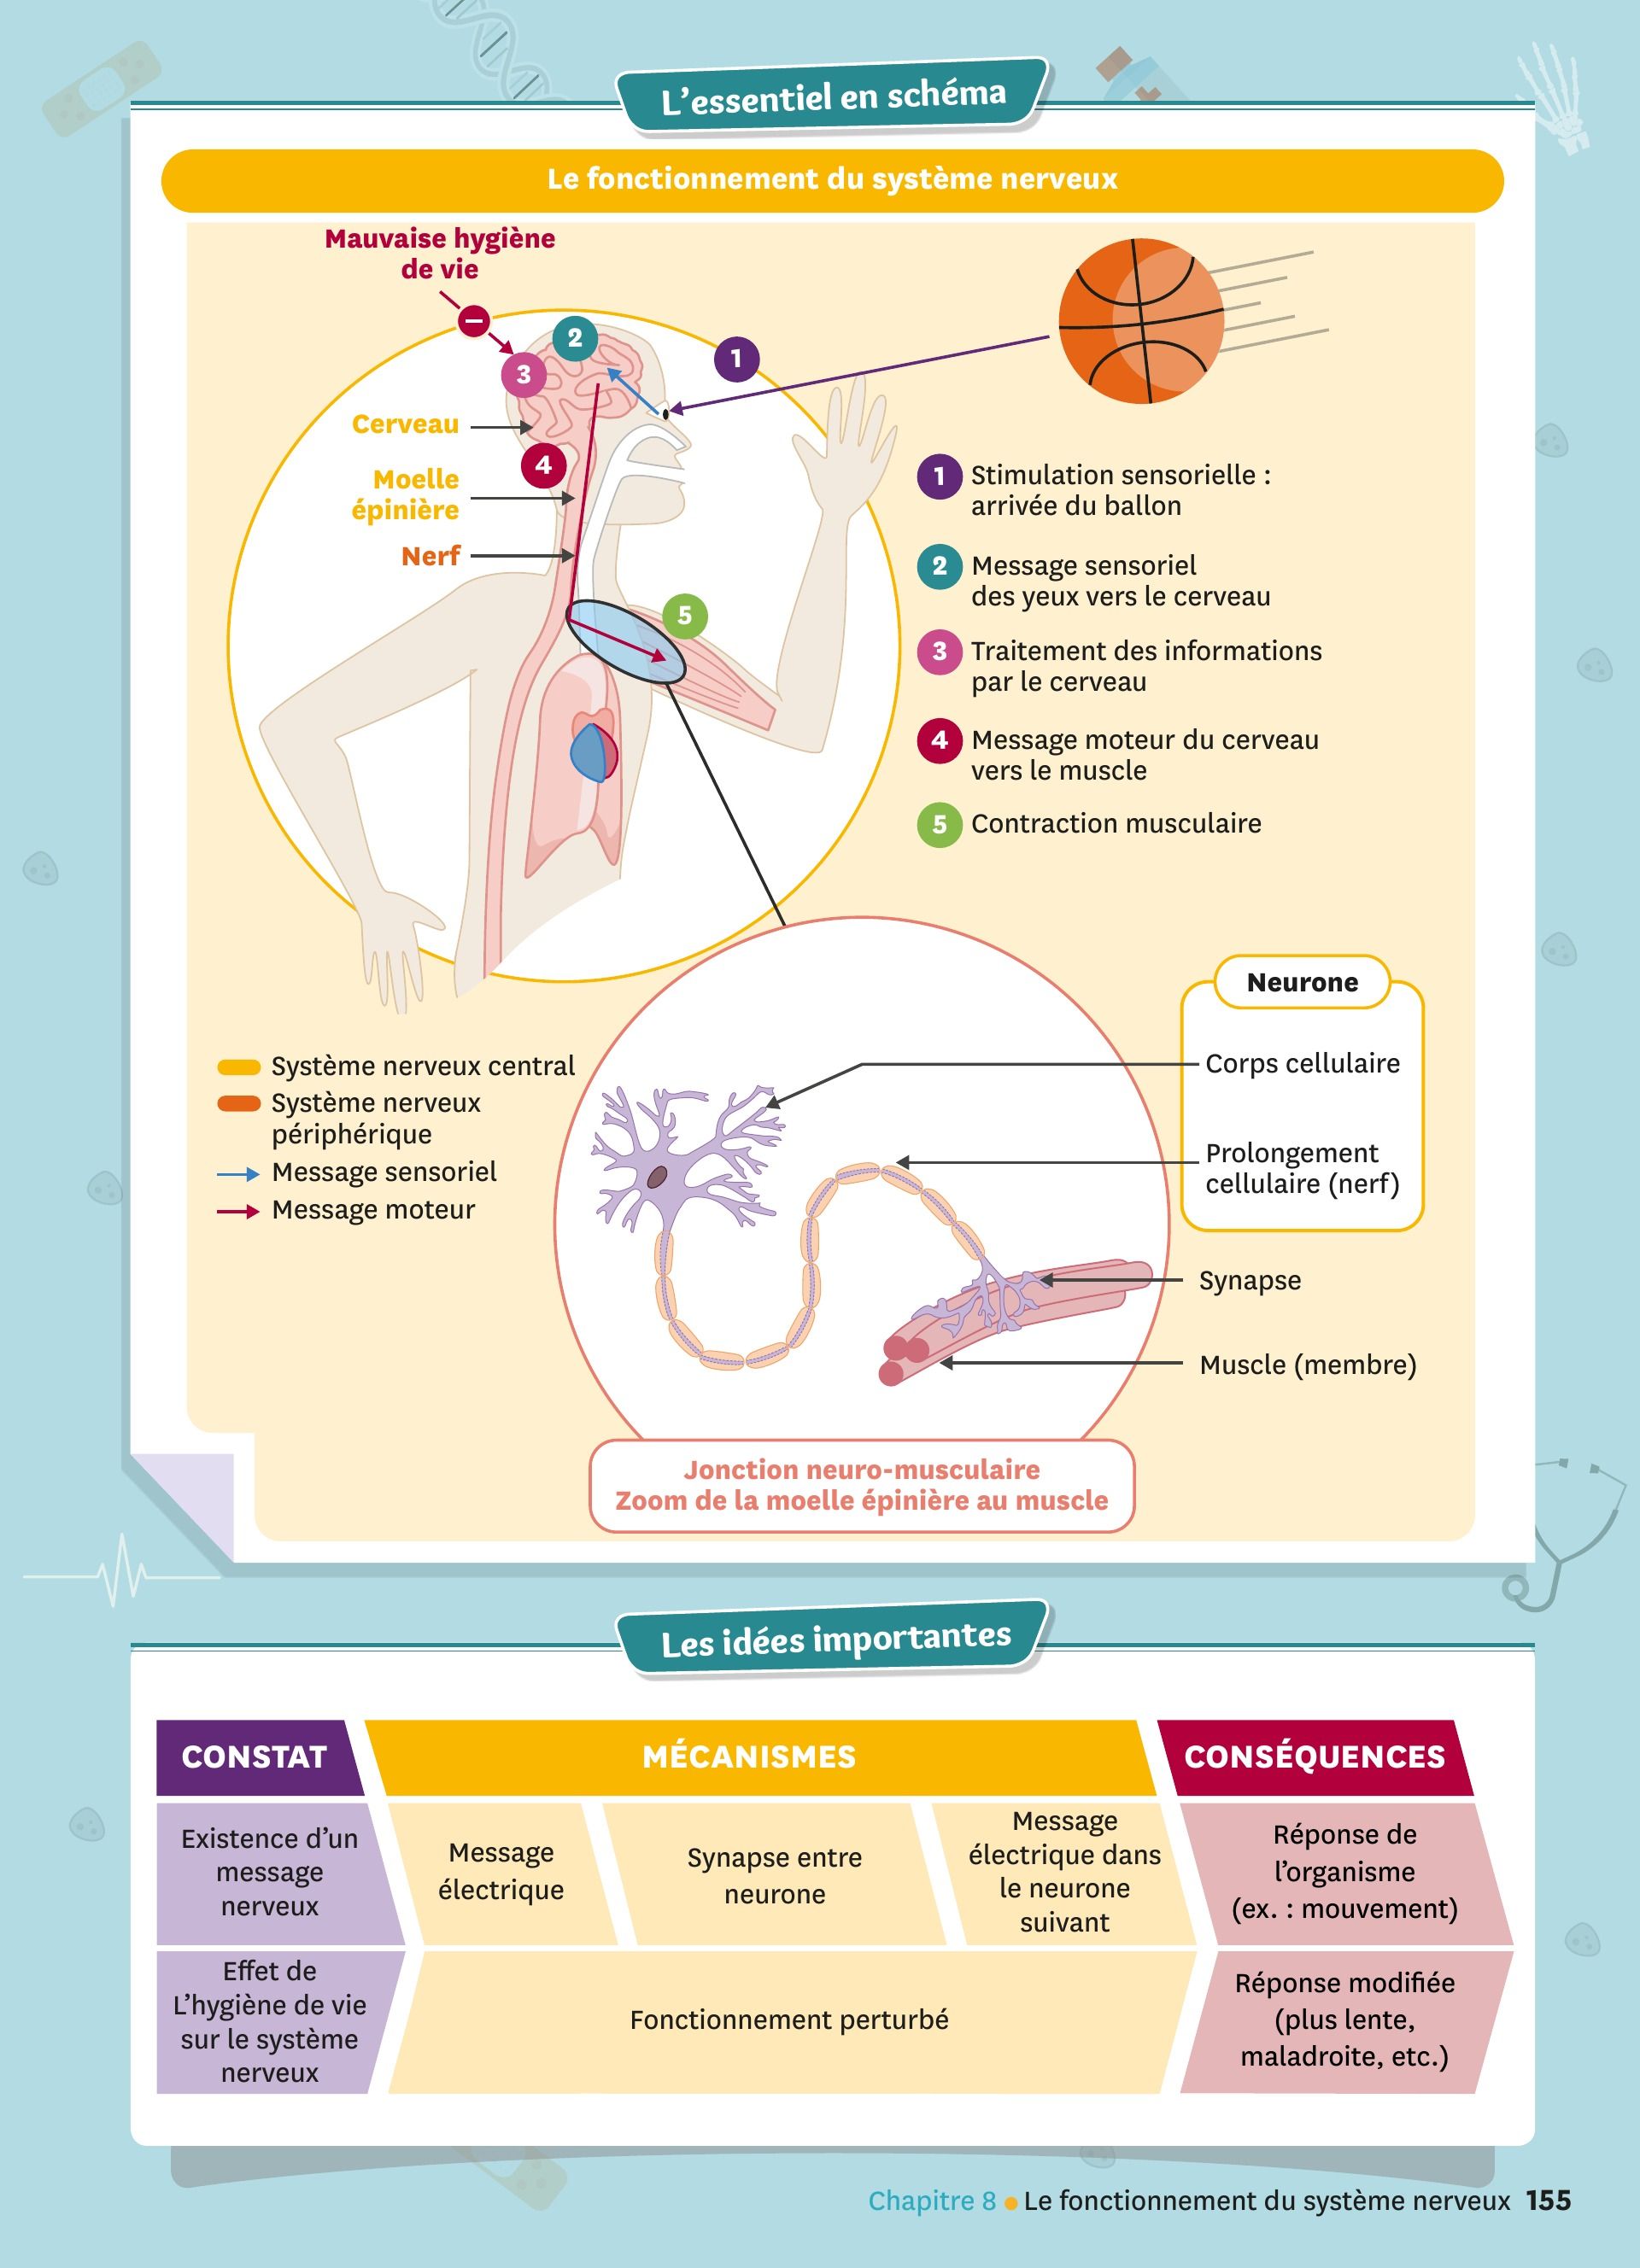 L'essentiel en schéma
Le fonctionnement du système nerveux
Mauvaise hygiène
de vie
−
2
3
1
Cerveau
4
Moelle
épinière
Nerf
5
1 Stimulation sensorielle :
arrivée du ballon
2 Message sensoriel
des yeux vers le cerveau
3 Traitement des informations
par le cerveau
4 Message moteur du cerveau
vers le muscle
5 Contraction musculaire
Système nerveux central
Système nerveux
périphérique
Message sensoriel
Message moteur
Neurone
Corps cellulaire
Prolongement
cellulaire (nerf)
Synapse
Muscle (membre)
Jonction neuro-musculaire
Zoom de la moelle épinière au muscle
Les idées importantes
CONSTAT
MÉCANISMES
CONSÉQUENCES
Existence d'un
message
nerveux
Message
électrique
Synapse entre
neurone
Message
électrique dans
le neurone
suivant
Réponse de
l'organisme
(ex. : mouvement)
Effet de
L'hygiène de vie
sur le système
nerveux
Fonctionnement perturbé
Réponse modifiée
(plus lente,
maladroite, etc.)
Chapitre 8 • Le fonctionnement du système nerveux 155